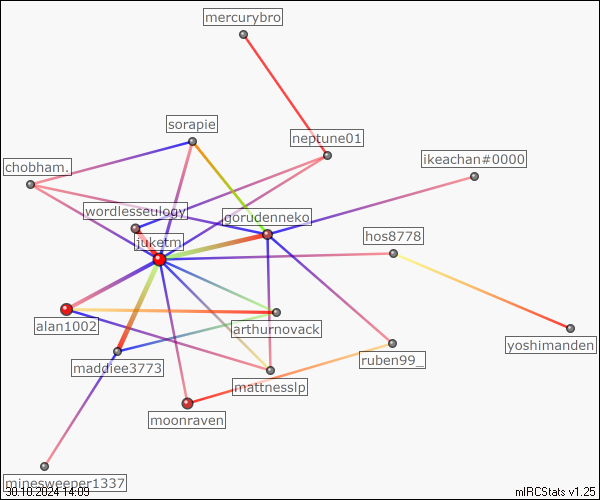 mercurybro
sorapie
neptune01
ikeachan#0000
chobham.
wordlesseulogy
gorudenneko
juketm
hos8778
alan1002
arthurnovack
yoshimanden
maddiee3773
ruben99_
mattnesslp
moonraven
minesweeper1337
30.10.2024 14:09
mIRCStats v1.25